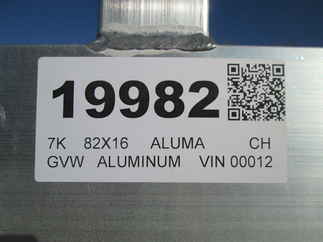 19982
7K 82X16 ALUMA CH
GVW ALUMINUM VIN 00012